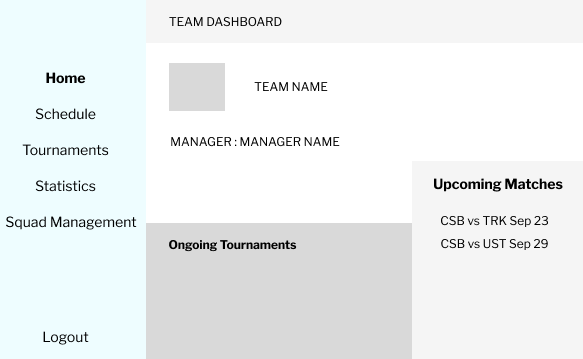 TEAM DASHBOARD
Home
Schedule
Tournaments
Statistics
Squad Management
Logout
TEAM NAME
MANAGER : MANAGER NAME
Ongoing Tournaments
Upcoming Matches
CSB vs TRK Sep 23
CSB vs UST Sep 29